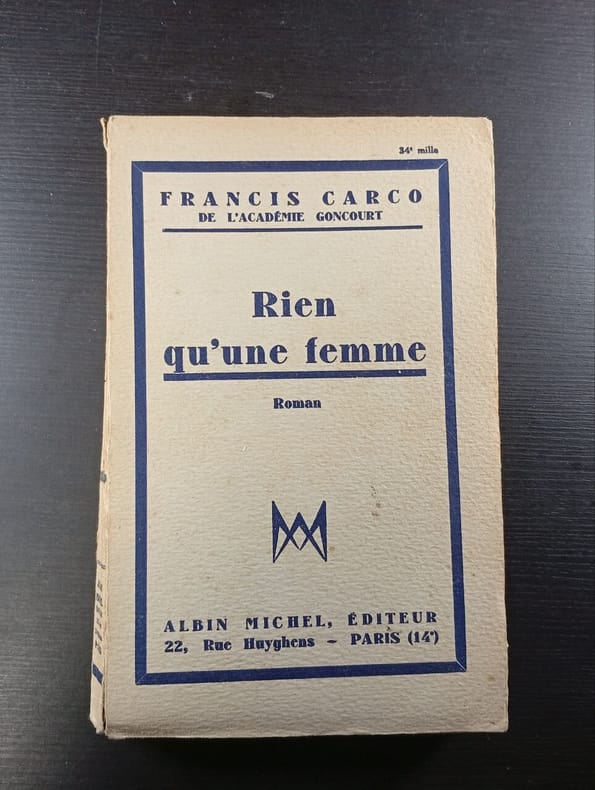 34ᵉ mille
FRANCIS CARCO
DE L'ACADÉMIE GONCOURT
Rien
qu'une femme
Roman
ALBIN MICHEL, ÉDITEUR
22, Rue Huyghens – PARIS (14ᵉ)